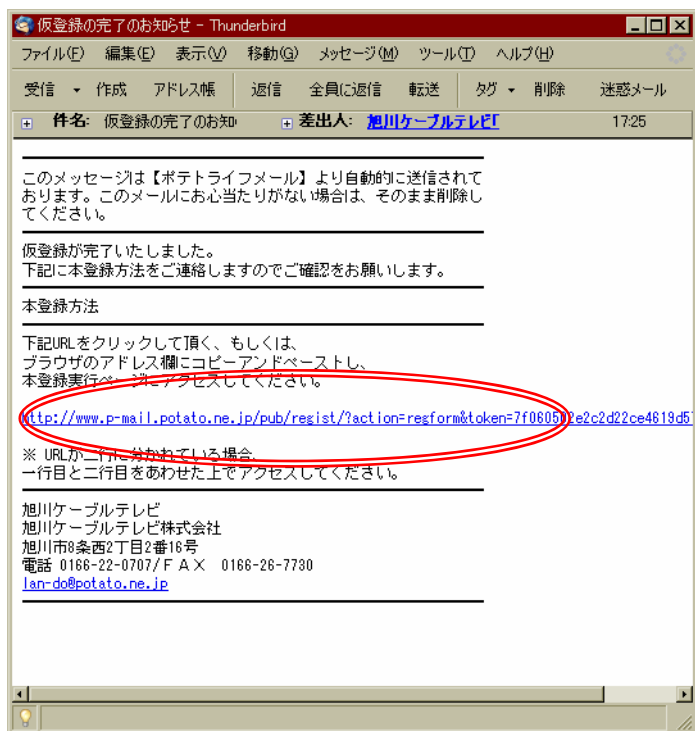 仮登録の完了のお知らせ - Thunderbird
ファイル(F) 編集(E) 表示(V) 移動(G) メッセージ(M) ツール(T) ヘルプ(H)
受信 作成 アドレス帳 返信 全員に返信 転送 タグ 削除 迷惑メール
件名: 仮登録の完了のお知 差出人: 旭川ケーブルテレビ 17:25
このメッセージは【ポテトライフメール】より自動的に送信されて
おります。このメールにお心当たりがない場合は、そのまま削除し
てください。
仮登録が完了いたしました。
下記に本登録方法をご連絡しますのでご確認をお願いします。
本登録方法
下記URLをクリックして頂く、もしくは、
ブラウザのアドレス欄にコピーアンドペーストし、
本登録実行ページにアクセスしてください。
http://www.p-mail.potato.ne.jp/pub/regist/?action=regform&token=7f060502e2c2d22ce4619d5
※ URLが二行に分かれている場合、
一行目と二行目をあわせた上でアクセスしてください。
旭川ケーブルテレビ
旭川ケーブルテレビ株式会社
旭川市8条西2丁目2番16号
電話 0166-22-0707/ＦＡＸ 0166-26-7730
lan-do@potato.ne.jp